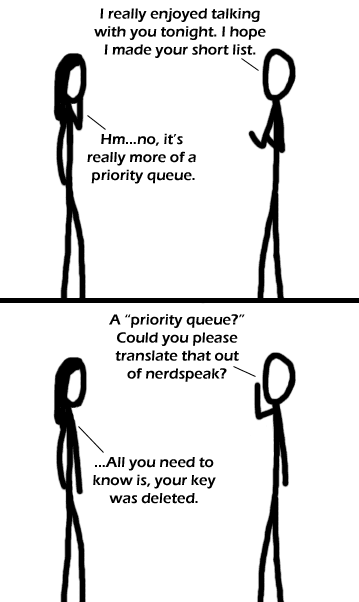 I really enjoyed talking
with you tonight. I hope
I made your short list.
Hm...no, it's
really more of a
priority queue.
A “priority queue?”
Could you please
translate that out
of nerdspeak?
...All you need to
know is, your key
was deleted.